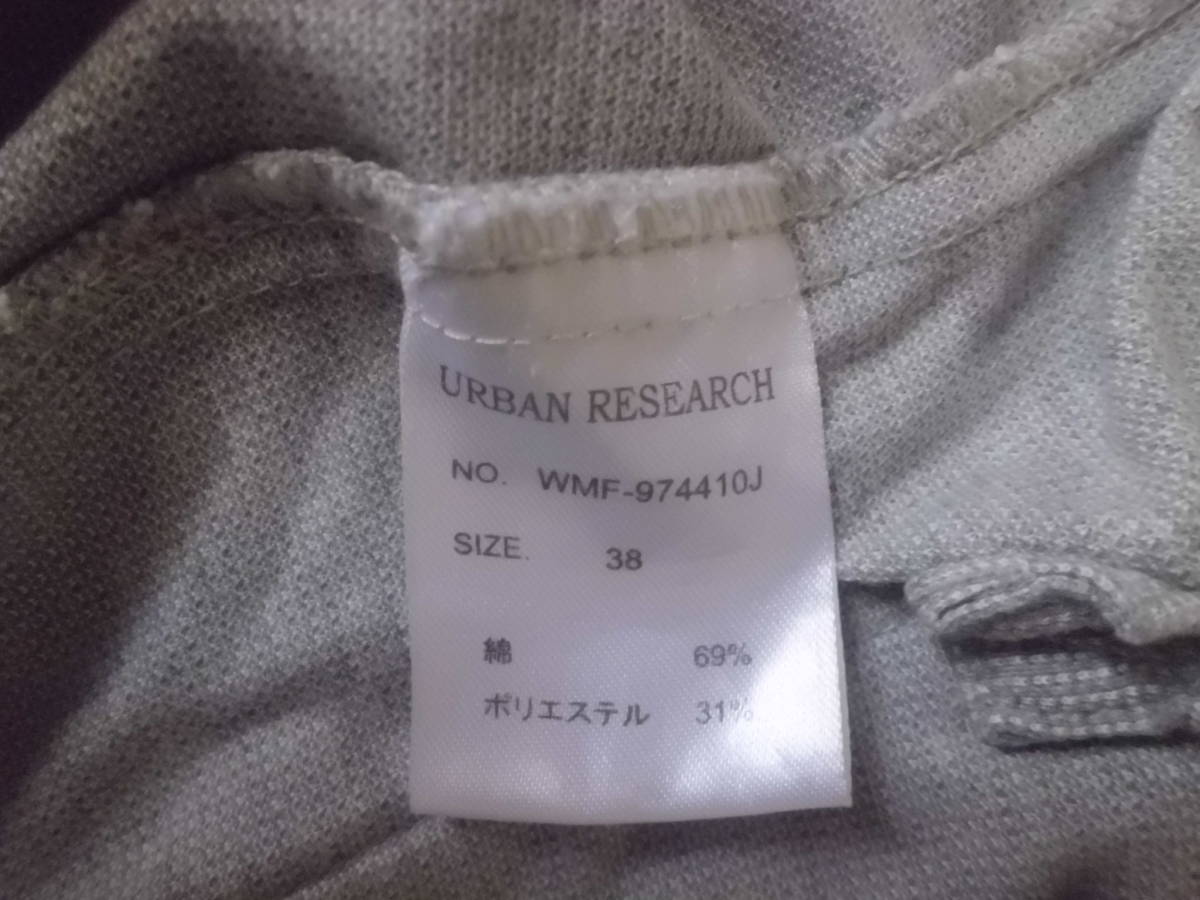 URBAN RESEARCH
NO. WMF-974410J
SIZE. 38
綿 69%
ポリエステル 31%